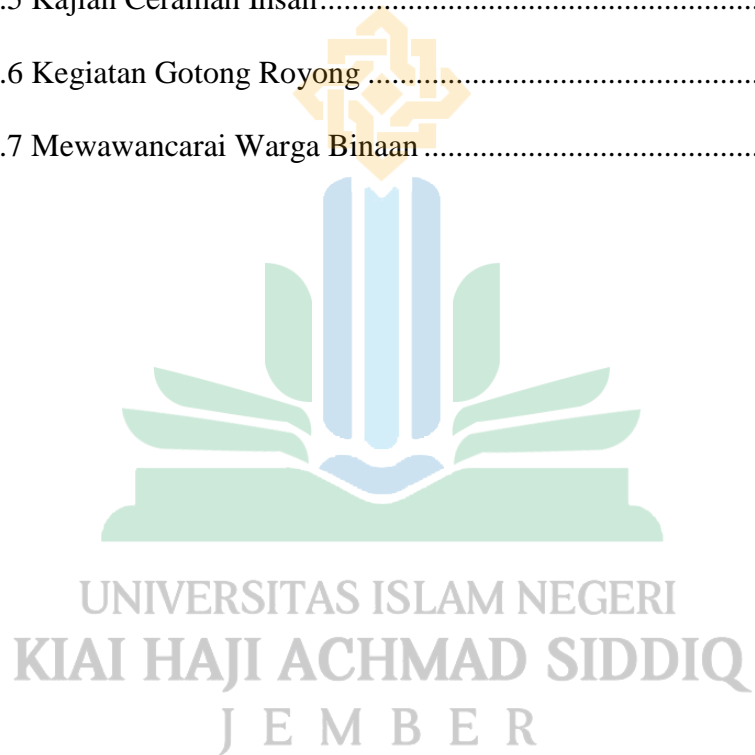 .5 Kajian Ceramah Insan........................................................
.6 Kegiatan Gotong Royong ................................................
.7 Mewawancarai Warga Binaan .........................................
UNIVERSITAS ISLAM NEGERI
KIAI HAJI ACHMAD SIDDIQ
J E M B E R